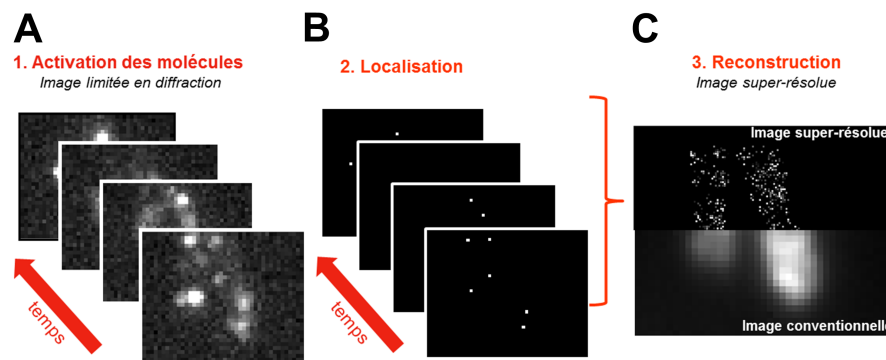 A
1. Activation des molécules
Image limitée en diffraction
temps
B
2. Localisation
temps
C
3. Reconstruction
Image super-résolue
Image super-résolue
Image conventionnelle